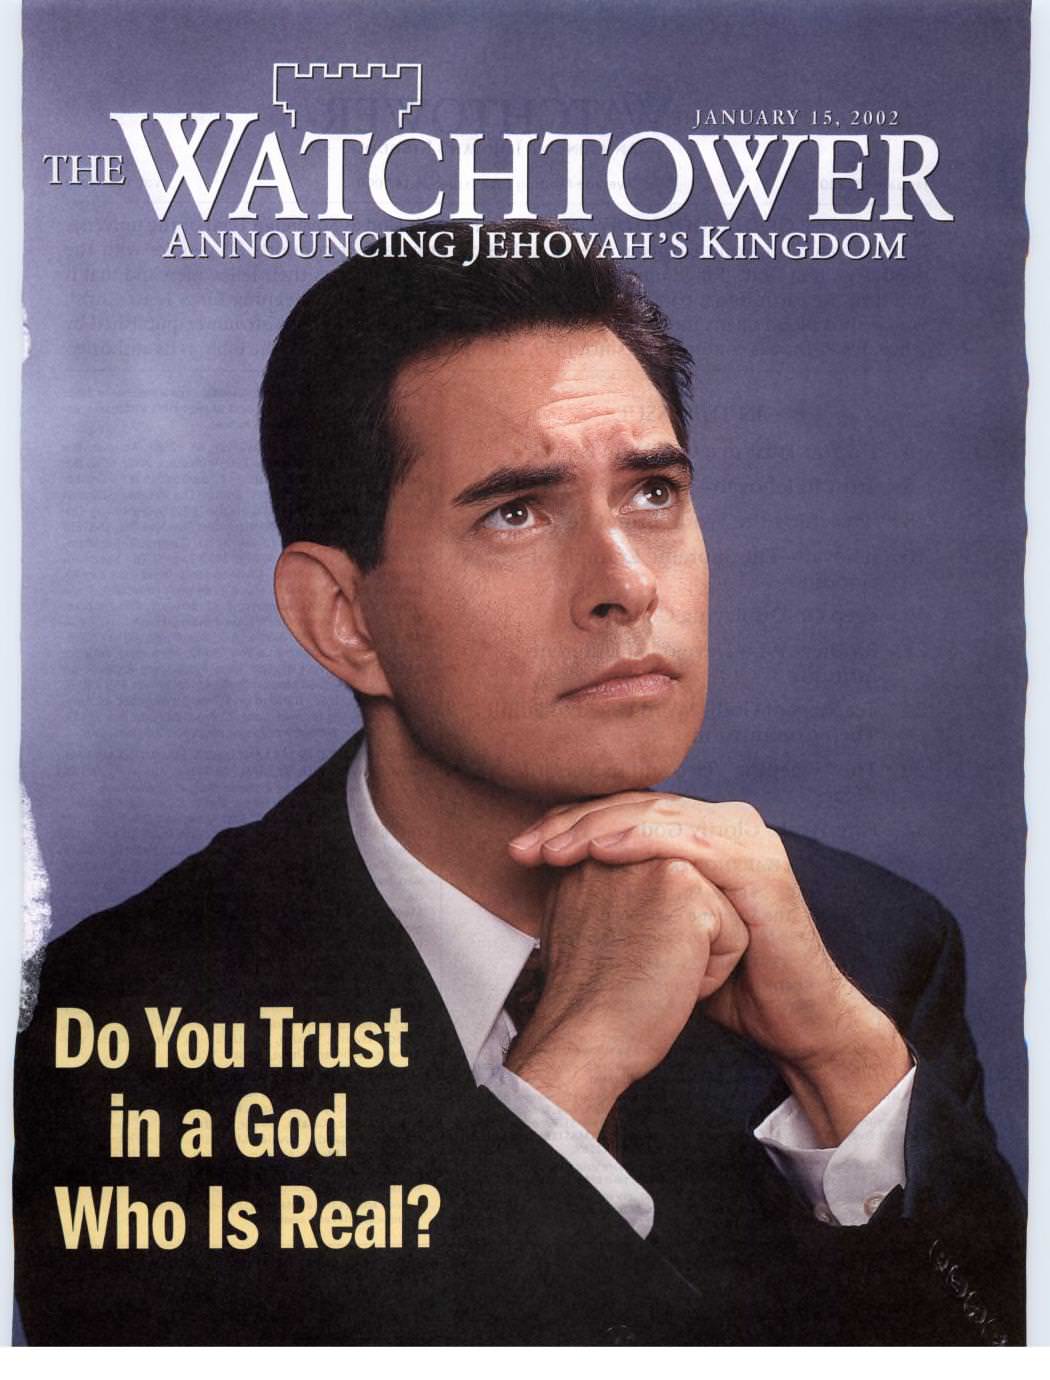 JANUARY 15, 2002
THE WATCHTOWER
ANNOUNCING JEHOVAH'S KINGDOM
Do You Trust
in a God
Who Is Real?